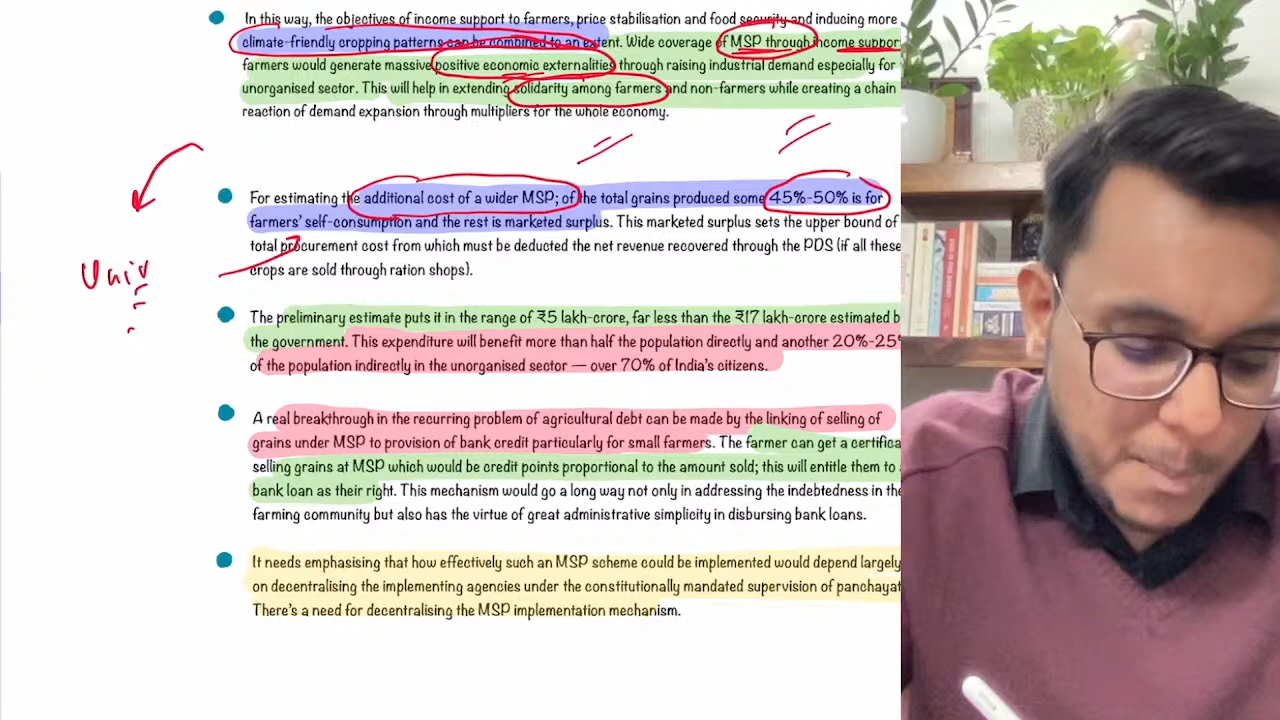 In this way, the objectives of income support to farmers, price stabilisation and food security and inducing more
climate-friendly cropping patterns can be combined to an extent. Wide coverage of MSP through income suppor
farmers would generate massive positive economic externalities through raising industrial demand especially for
unorganised sector. This will help in extending solidarity among farmers and non-farmers while creating a chain
reaction of demand expansion through multipliers for the whole economy.
For estimating the additional cost of a wider MSP; of the total grains produced some 45%-50% is for
farmers' self-consumption and the rest is marketed surplus. This marketed surplus sets the upper bound of
total procurement cost from which must be deducted the net revenue recovered through the PDS (if all these
crops are sold through ration shops).
Univ
The preliminary estimate puts it in the range of ₹5 lakh-crore, far less than the ₹17 lakh-crore estimated b
the government. This expenditure will benefit more than half the population directly and another 20%-25%
of the population indirectly in the unorganised sector — over 70% of India's citizens.
A real breakthrough in the recurring problem of agricultural debt can be made by the linking of selling of
grains under MSP to provision of bank credit particularly for small farmers. The farmer can get a certifica
selling grains at MSP which would be credit points proportional to the amount sold; this will entitle them to
bank loan as their right. This mechanism would go a long way not only in addressing the indebtedness in the
farming community but also has the virtue of great administrative simplicity in disbursing bank loans.
It needs emphasising that how effectively such an MSP scheme could be implemented would depend largely
on decentralising the implementing agencies under the constitutionally mandated supervision of panchayat
There's a need for decentralising the MSP implementation mechanism.